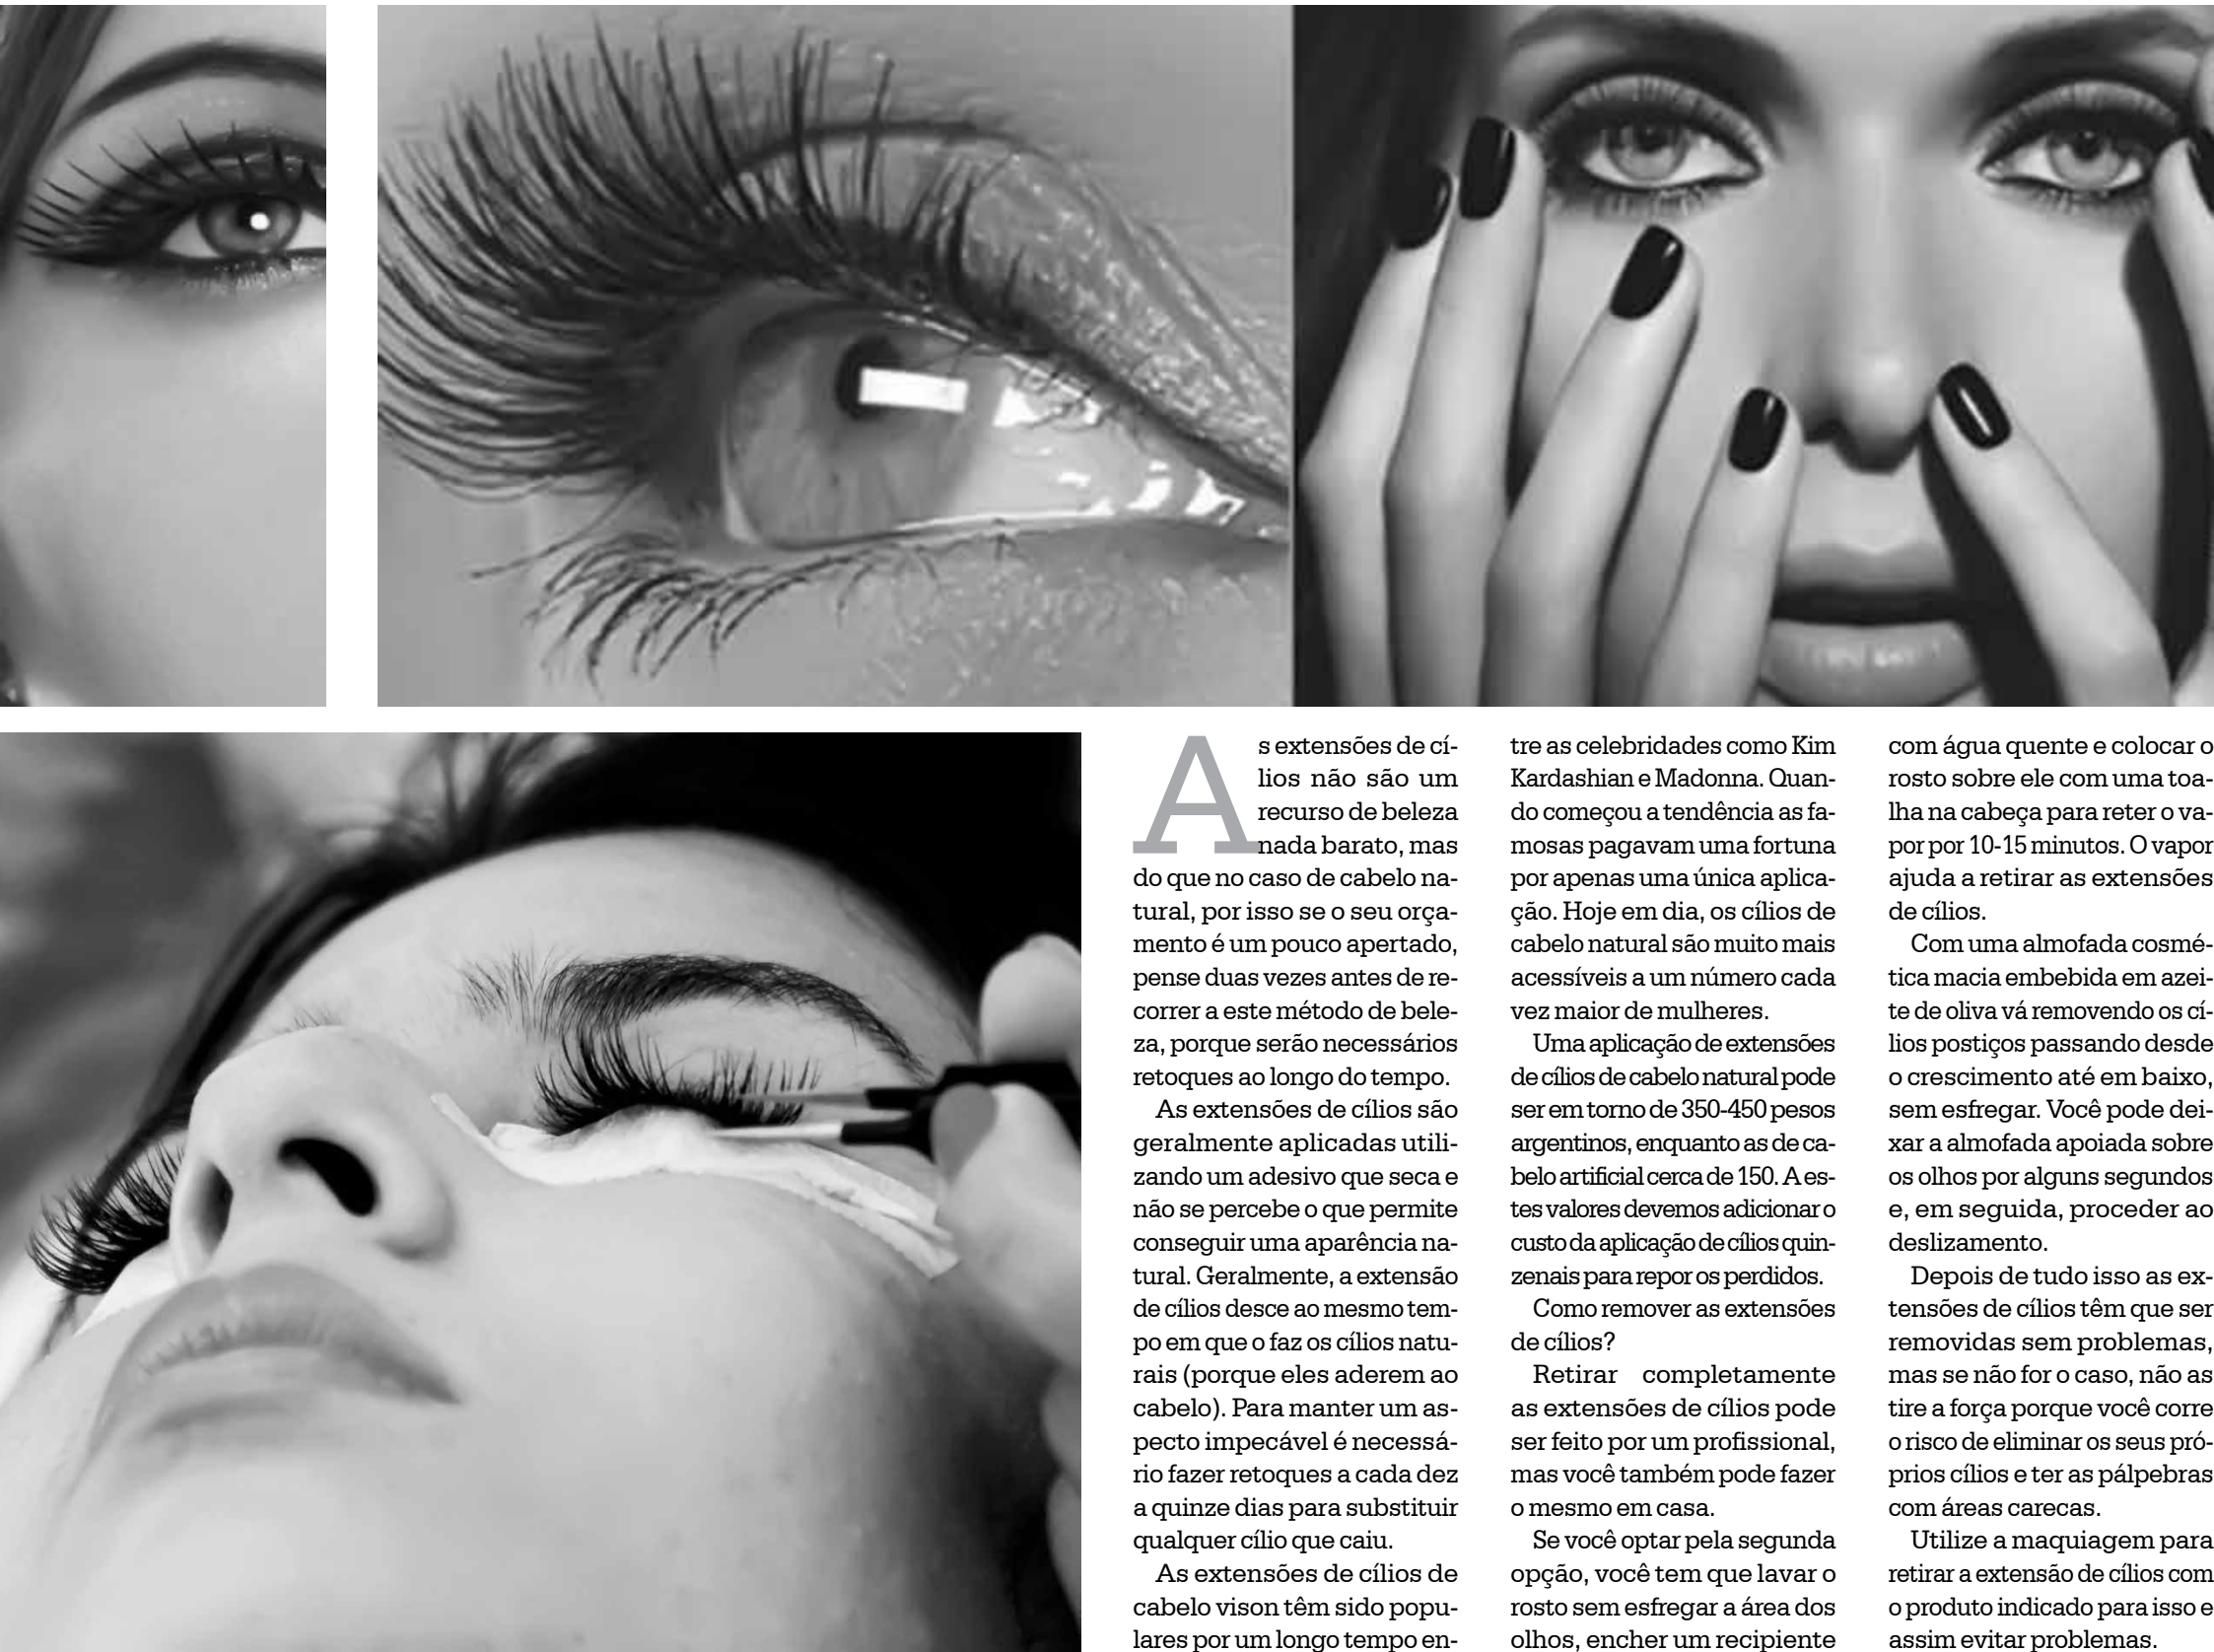 As extensões de cí-
lios não são um
recurso de beleza
nada barato, mas
do que no caso de cabelo na-
tural, por isso se o seu orça-
mento é um pouco apertado,
pense duas vezes antes de re-
correr a este método de bele-
za, porque serão necessários
retoques ao longo do tempo.
As extensões de cílios são
geralmente aplicadas utili-
zando um adesivo que seca e
não se percebe o que permite
conseguir uma aparência na-
tural. Geralmente, a extensão
de cílios desce ao mesmo tem-
po em que o faz os cílios natu-
rais (porque eles aderem ao
cabelo). Para manter um as-
pecto impecável é necessá-
rio fazer retoques a cada dez
a quinze dias para substituir
qualquer cílio que caiu.
As extensões de cílios de
cabelo vison têm sido popu-
lares por um longo tempo en-
tre as celebridades como Kim
Kardashian e Madonna. Quan-
do começou a tendência as fa-
mosas pagavam uma fortuna
por apenas uma única aplica-
ção. Hoje em dia, os cílios de
cabelo natural são muito mais
acessíveis a um número cada
vez maior de mulheres.
Uma aplicação de extensões
de cílios de cabelo natural pode
ser em torno de 350-450 pesos
argentinos, enquanto as de ca-
belo artificial cerca de 150. A es-
tes valores devemos adicionar o
custo da aplicação de cílios quin-
zenais para repor os perdidos.
Como remover as extensões
de cílios?
Retirar completamente
as extensões de cílios pode
ser feito por um profissional,
mas você também pode fazer
o mesmo em casa.
Se você optar pela segunda
opção, você tem que lavar o
rosto sem esfregar a área dos
olhos, encher um recipiente
com água quente e colocar o
rosto sobre ele com uma toa-
lha na cabeça para reter o va-
por por 10-15 minutos. O vapor
ajuda a retirar as extensões
de cílios.
Com uma almofada cosmé-
tica macia embebida em azei-
te de oliva vá removendo os cí-
lios postiços passando desde
o crescimento até em baixo,
sem esfregar. Você pode dei-
xar a almofada apoiada sobre
os olhos por alguns segundos
e, em seguida, proceder ao
deslizamento.
Depois de tudo isso as ex-
tensões de cílios têm que ser
removidas sem problemas,
mas se não for o caso, não as
tire a força porque você corre
o risco de eliminar os seus pró-
prios cílios e ter as pálpebras
com áreas carecas.
Utilize a maquiagem para
retirar a extensão de cílios com
o produto indicado para isso e
assim evitar problemas.